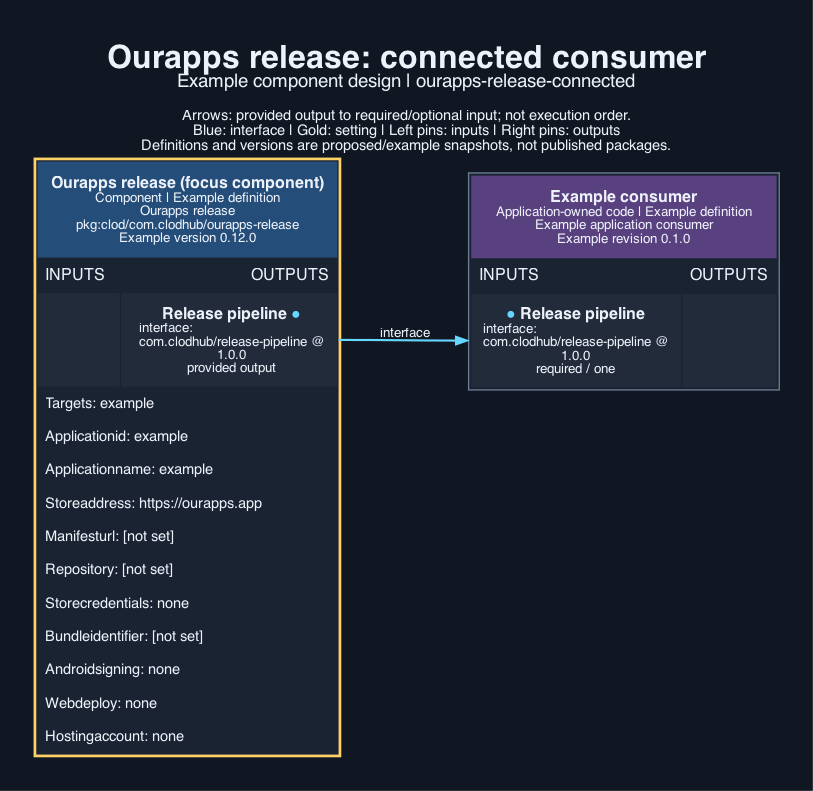 Ourapps release: connected consumer
Example component design | ourapps-release-connected
Arrows: provided output to required/optional input; not execution order.
Blue: interface | Gold: setting | Left pins: inputs | Right pins: outputs
Definitions and versions are proposed/example snapshots, not published packages.
Ourapps release (focus component)
Component | Example definition
Ourapps release
pkg:clod/com.clodhub/ourapps-release
Example version 0.12.0
INPUTS
OUTPUTS
Release pipeline
interface:
com.clodhub/release-pipeline @
1.0.0
provided output
Targets: example
Applicationid: example
Applicationname: example
Storeaddress: https://ourapps.app
Manifesturl: [not set]
Repository: [not set]
Storecredentials: none
Bundleidentifier: [not set]
Androidsigning: none
Webdeploy: none
Hostingaccount: none
interface
Example consumer
Application-owned code | Example definition
Example application consumer
Example revision 0.1.0
INPUTS
OUTPUTS
Release pipeline
interface:
com.clodhub/release-pipeline @
1.0.0
required / one